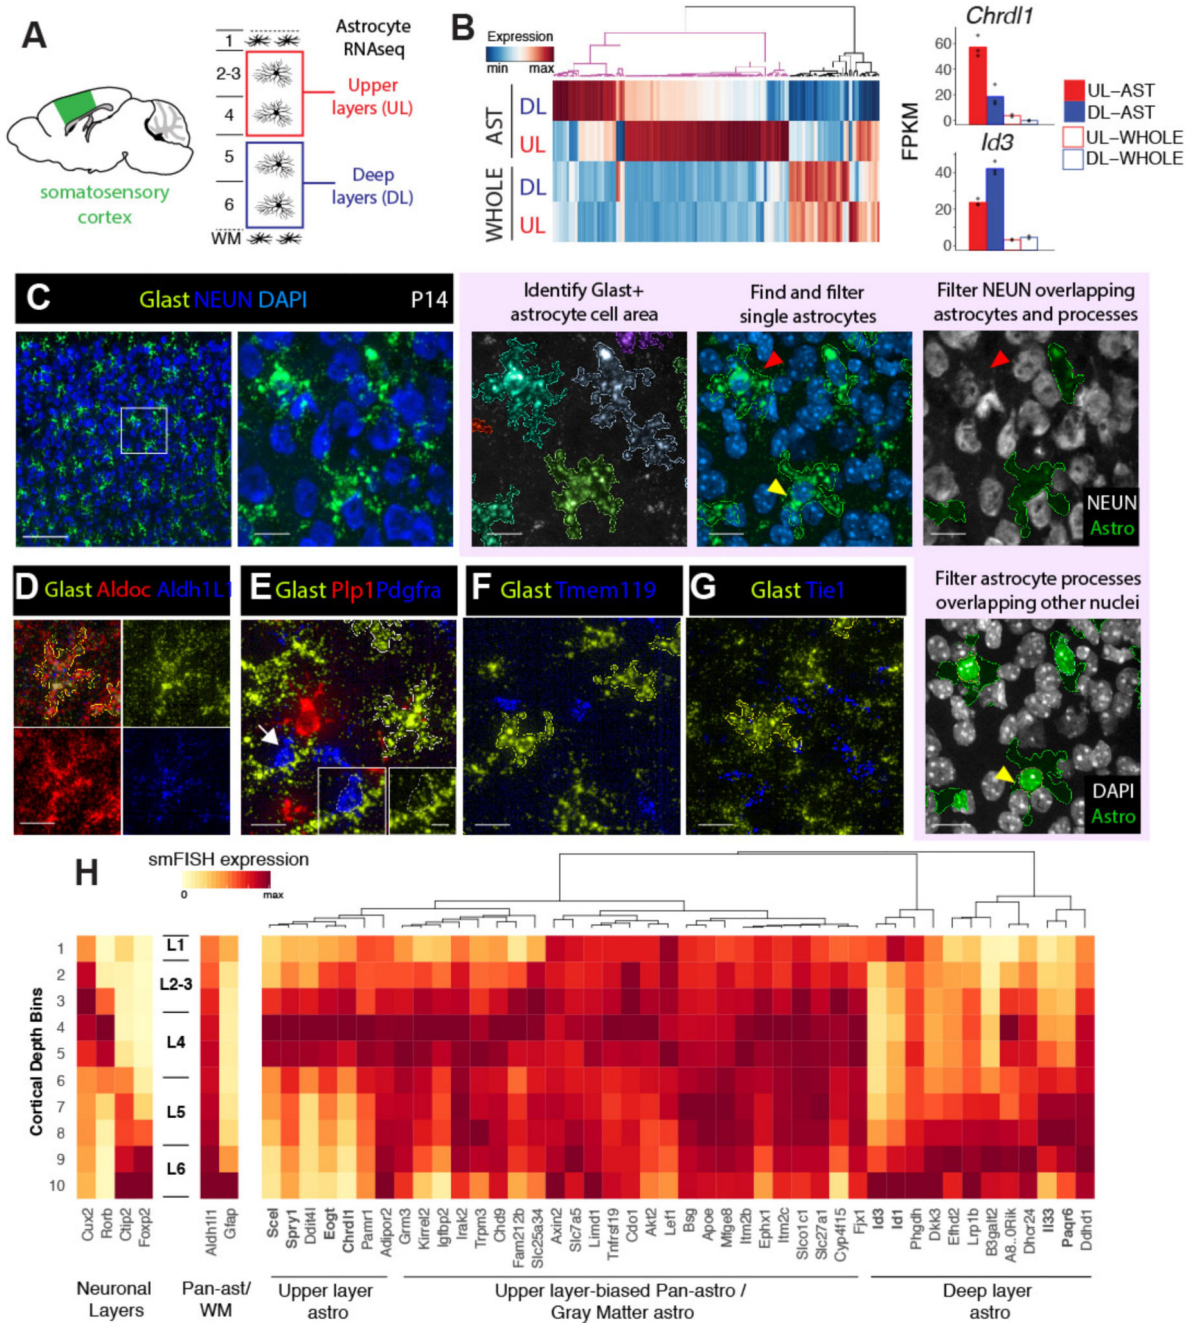 A
1
2-3
4
5
6
WM
Astrocyte
RNAseq
Upper
layers (UL)
Deep
layers (DL)
somatosensory
cortex
B
Expression
min max
AST
DL
UL
WHOLE
DL
UL
FPKM
Chrdl1
60
40
20
0
Id3
40
20
0
UL-AST
DL-AST
UL-WHOLE
DL-WHOLE
C
Glast NEUN DAPI P14
Identify Glast+
astrocyte cell area
Find and filter
single astrocytes
Filter NEUN overlapping
astrocytes and processes
NEUN
Astro
D Glast Aldoc Aldh1L1
E Glast Plp1 Pdgfra
F Glast Tmem119
G Glast Tie1
Filter astrocyte processes
overlapping other nuclei
DAPI
Astro
H
smFISH expression
0 max
Cortical Depth Bins
1
2
3
4
5
6
7
8
9
10
L1
L2-3
L4
L5
L6
Cux2
Rorb
Ctip2
Foxp2
Aldh1l1
Gfap
Scel
Spry1
Ddit4l
Eogt
Chrdl1
Pamr1
Adipor2
Grm3
Kirrel2
Igfbp2
Irak2
Trpm3
Chd9
Fam212b
Slc25a34
Axin2
Slc7a5
Limd1
Tnfrsf19
Cdo1
Akt2
Lef1
Bsg
Apoe
Mfge8
Itm2b
Ephx1
Itm2c
Slco1c1
Slc27a1
Cyp4f15
Fjx1
Id3
Id1
Phgdh
Dkk3
Efhd2
Lrp1b
B3galt2
A8..0Rik
Dhcr24
Il33
Paqr6
Ddhd1
Neuronal
Layers
Pan-ast/
WM
Upper layer
astro
Upper layer-biased Pan-astro /
Gray Matter astro
Deep layer
astro